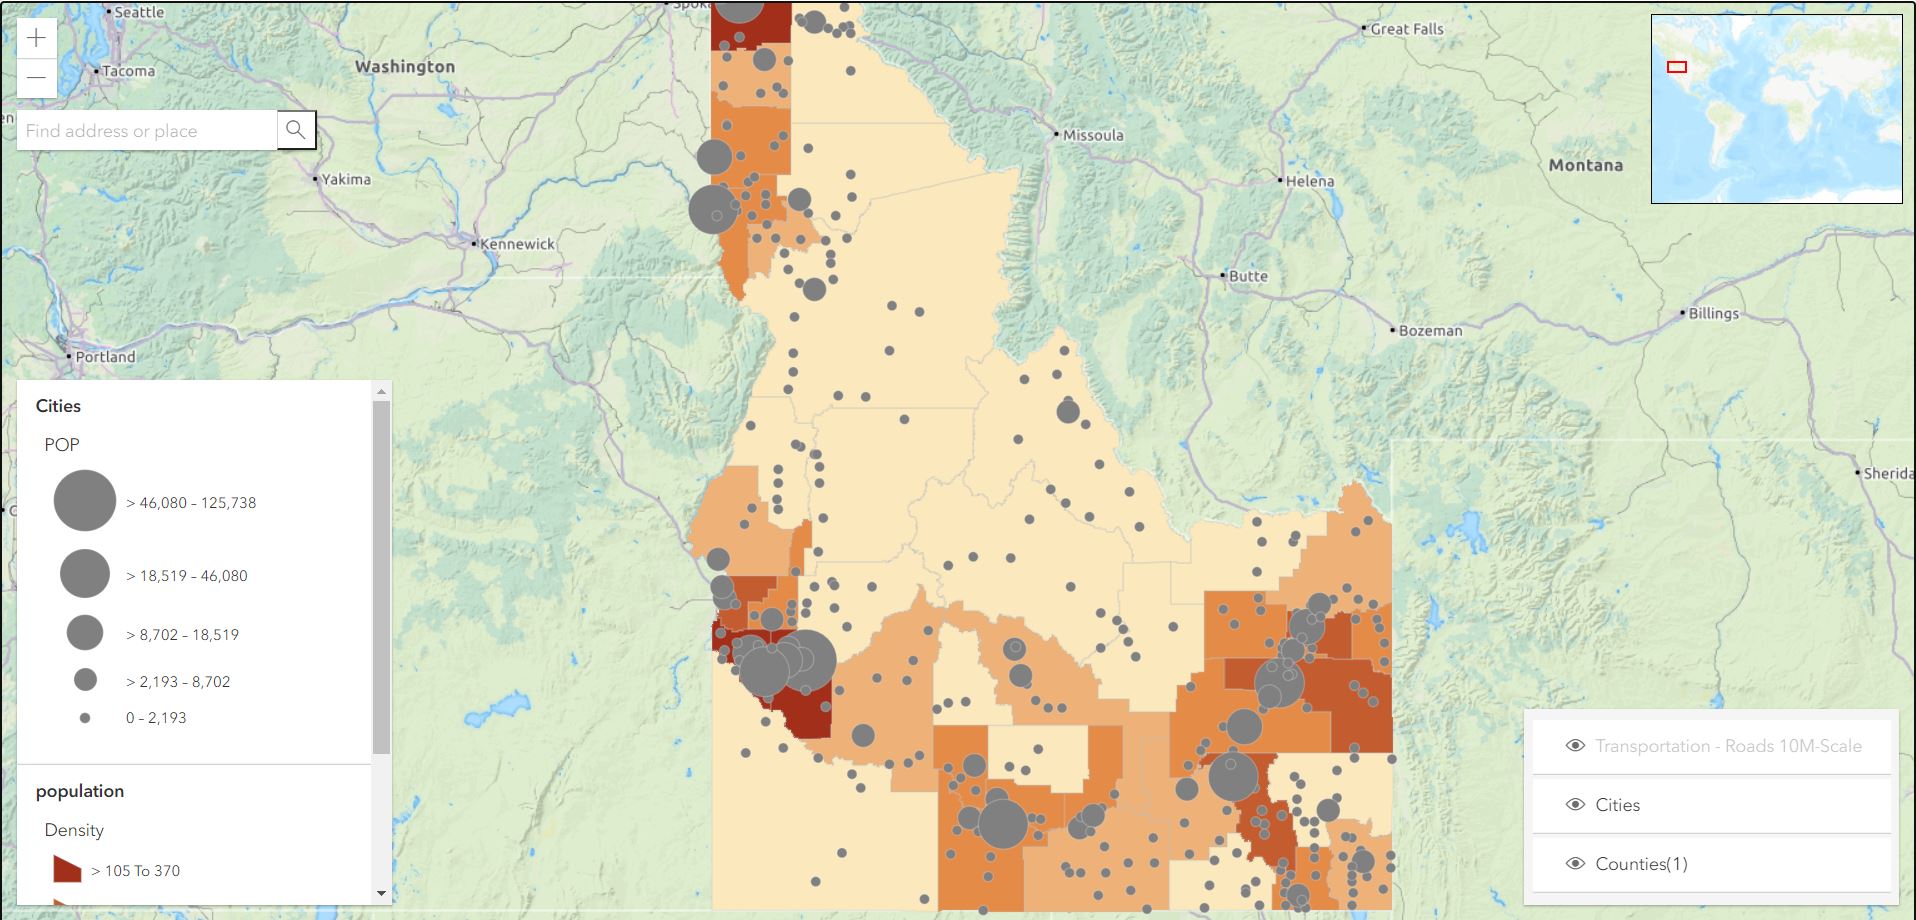 Seattle
Spoka
Great Falls
Tacoma
Washington
Find address or place
Missoula
Montana
Yakima
Helena
Kennewick
Butte
Billings
Bozeman
Portland
Sherida
Cities
POP
> 46,080 - 125,738
> 18,519 - 46,080
> 8,702 - 18,519
> 2,193 - 8,702
0 - 2,193
population
Density
> 105 To 370
Transportation - Roads 10M-Scale
Cities
Counties(1)